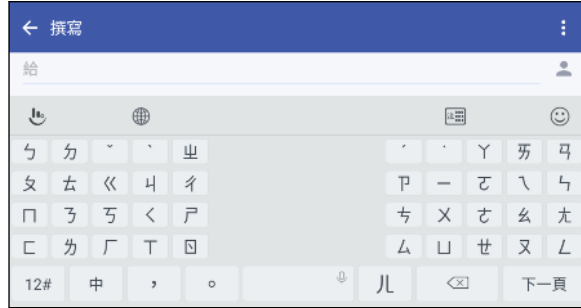 撰寫
給
ㄅ ㄉ ˇ ˋ ㄓ ˊ ˙ ㄚ ㄞ ㄢ
ㄆ ㄊ ㄍ ㄐ ㄔ ㄗ ㄧ ㄛ ㄟ ㄣ
ㄇ ㄋ ㄎ ㄑ ㄕ ㄘ ㄨ ㄜ ㄠ ㄤ
ㄈ ㄌ ㄏ ㄒ ㄖ ㄙ ㄩ ㄝ ㄡ ㄥ
12# 中 , 。 ㄦ 下一頁